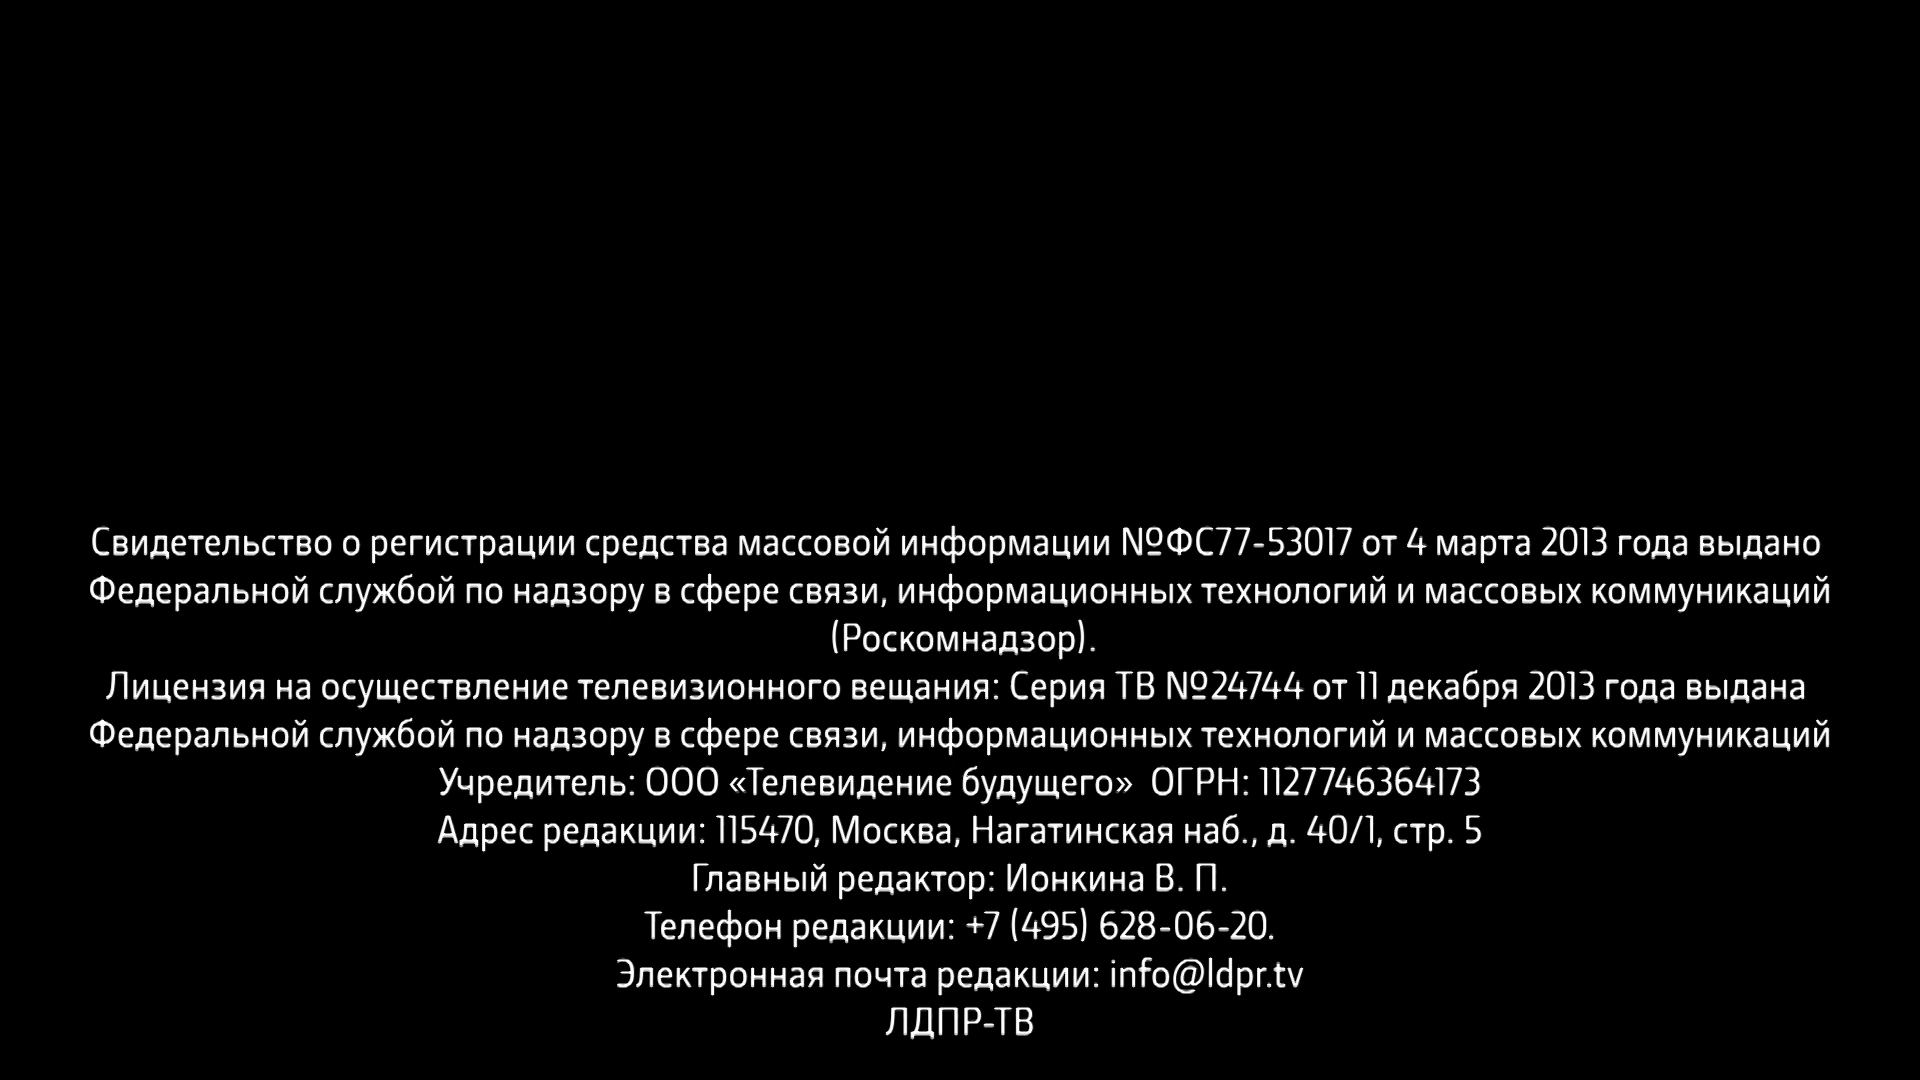 Свидетельство о регистрации средства массовой информации №ФС77-53017 от 4 марта 2013 года выдано
Федеральной службой по надзору в сфере связи, информационных технологий и массовых коммуникаций
(Роскомнадзор).
Лицензия на осуществление телевизионного вещания: Серия ТВ №24744 от 11 декабря 2013 года выдана
Федеральной службой по надзору в сфере связи, информационных технологий и массовых коммуникаций
Учредитель: ООО «Телевидение будущего» ОГРН: 1127746364173
Адрес редакции: 115470, Москва, Нагатинская наб., д. 40/1, стр. 5
Главный редактор: Ионкина В. П.
Телефон редакции: +7 (495) 628-06-20.
Электронная почта редакции: info@ldpr.tv
ЛДПР-ТВ